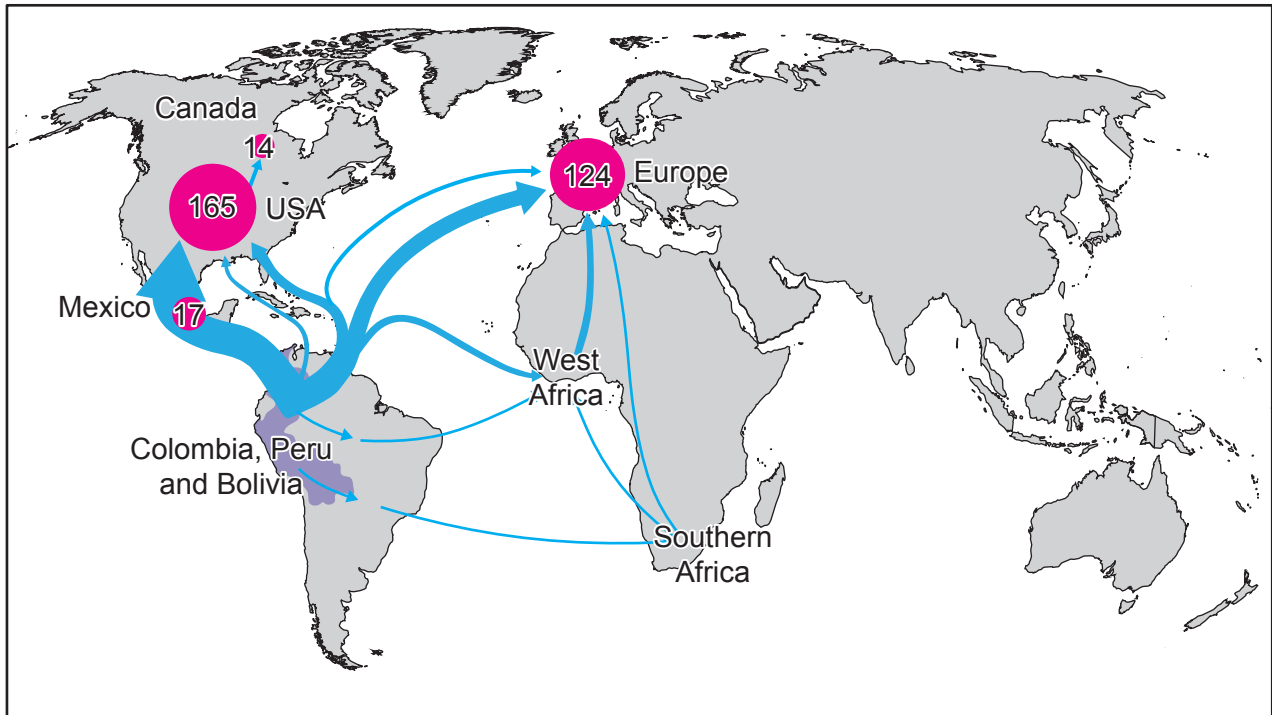 Canada
14
165
USA
124
Europe
Mexico
17
West
Africa
Colombia, Peru
and Bolivia
Southern
Africa